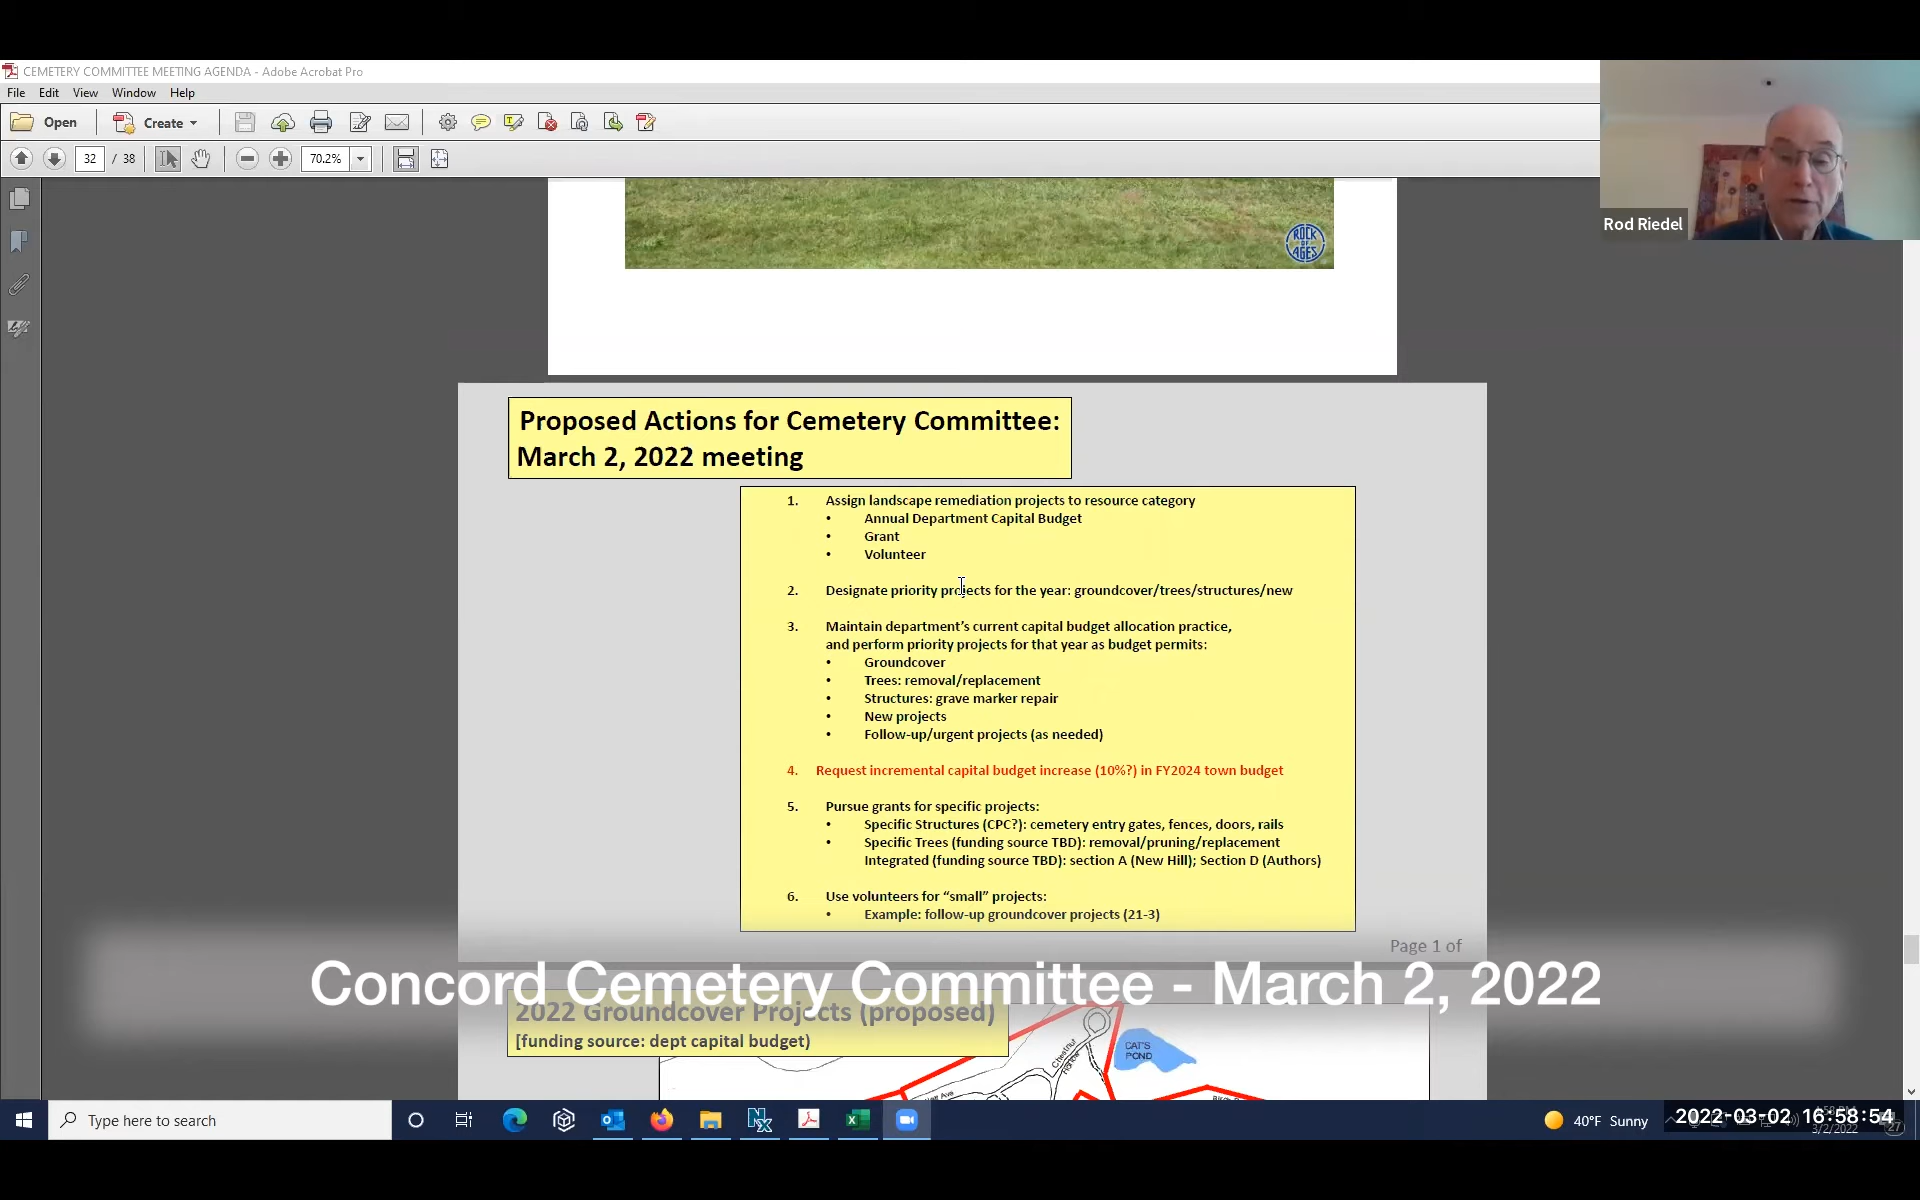 CEMETERY COMMITTEE MEETING AGENDA - Adobe Acrobat Pro
File Edit View Window Help
Open Create
32 / 38 70.2%
Rod Riedel
ROCK
OF
AGES
Proposed Actions for Cemetery Committee:
March 2, 2022 meeting
1. Assign landscape remediation projects to resource category
• Annual Department Capital Budget
• Grant
• Volunteer
2. Designate priority projects for the year: groundcover/trees/structures/new
3. Maintain department's current capital budget allocation practice,
and perform priority projects for that year as budget permits:
• Groundcover
• Trees: removal/replacement
• Structures: grave marker repair
• New projects
• Follow-up/urgent projects (as needed)
4. Request incremental capital budget increase (10%?) in FY2024 town budget
5. Pursue grants for specific projects:
• Specific Structures (CPC?): cemetery entry gates, fences, doors, rails
• Specific Trees (funding source TBD): removal/pruning/replacement
Integrated (funding source TBD): section A (New Hill); Section D (Authors)
6. Use volunteers for “small” projects:
• Example: follow-up groundcover projects (21-3)
Page 1 of
Concord Cemetery Committee - March 2, 2022
2022 Groundcover Projects (proposed)
[funding source: dept capital budget)
Chestnut
CAT'S
POND
Type here to search
40°F Sunny
2022-03-02 16:58:54
3/2/2022
27